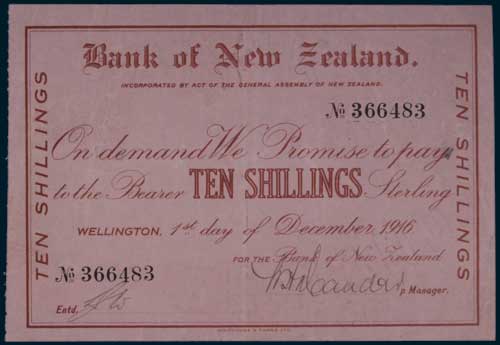 Bank of New Zealand.
INCORPORATED BY ACT OF THE GENERAL ASSEMBLY OF NEW ZEALAND.
TEN SHILLINGS
TEN SHILLINGS
No 366483
On demand We Promise to pay
to the Bearer TEN SHILLINGS Sterling
WELLINGTON, 1st day of December 1916
FOR THE Bank of New Zealand
No 366483
p Manager.
Entd.